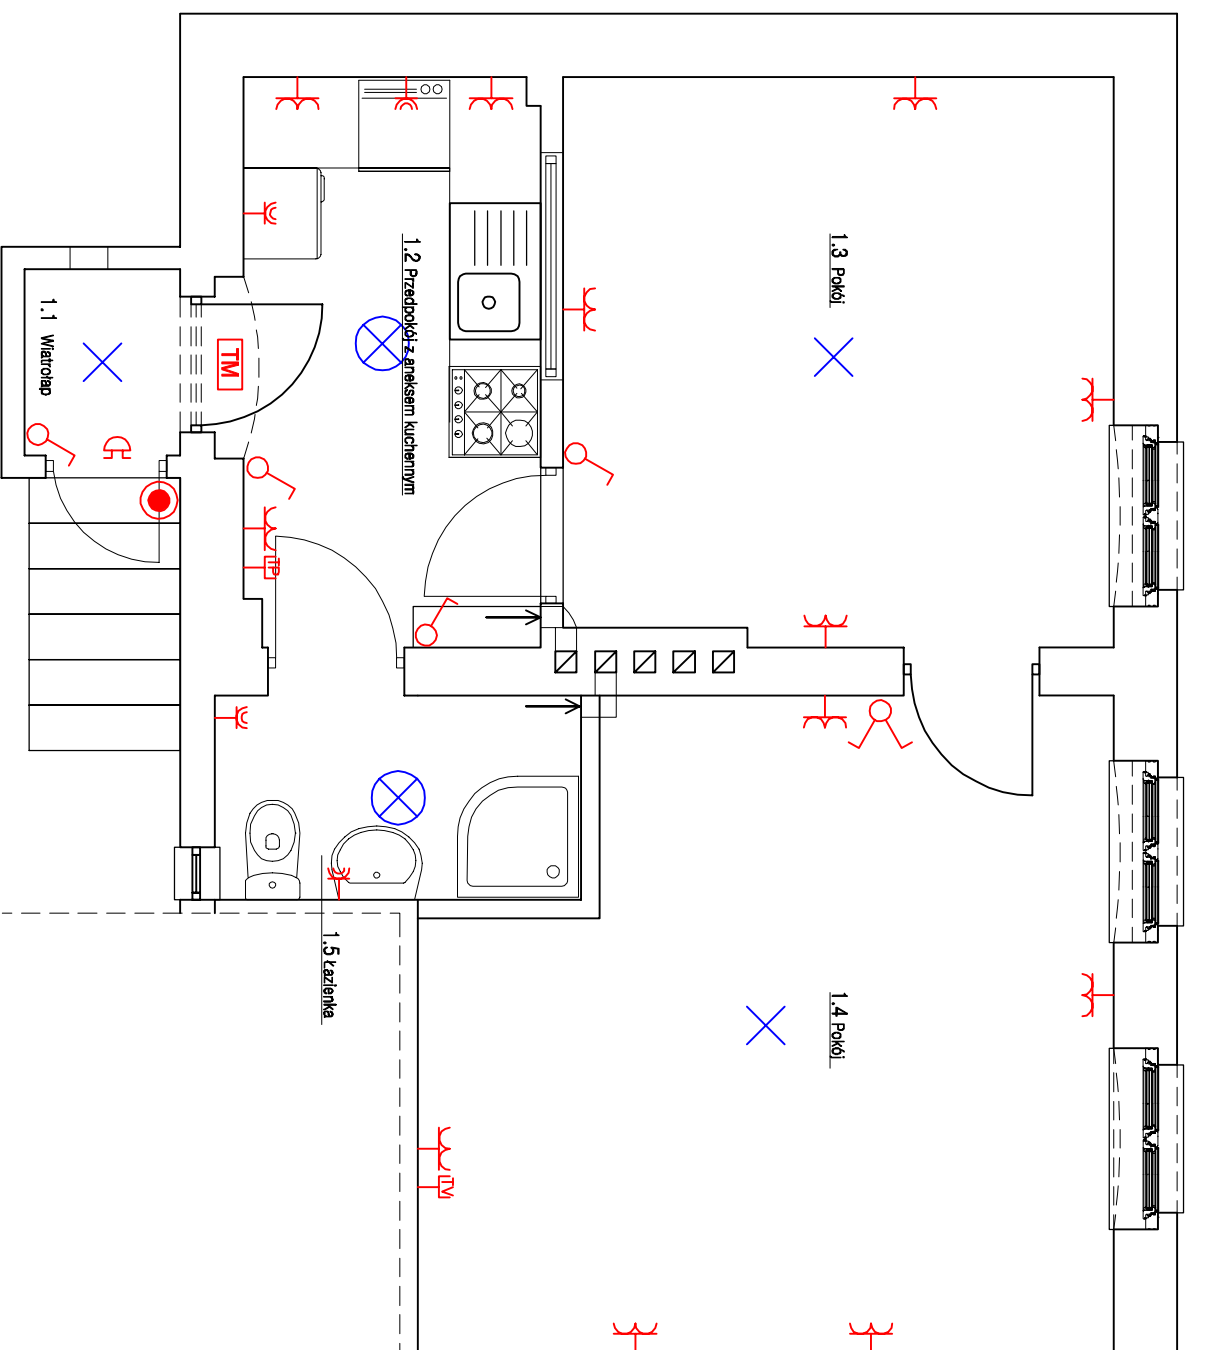 1.1 Wiatrołap
1.2 Przedpokój z aneksem kuchennym
1.3 Pokój
1.4 Pokój
1.5 Łazienka
TM
TP
TV